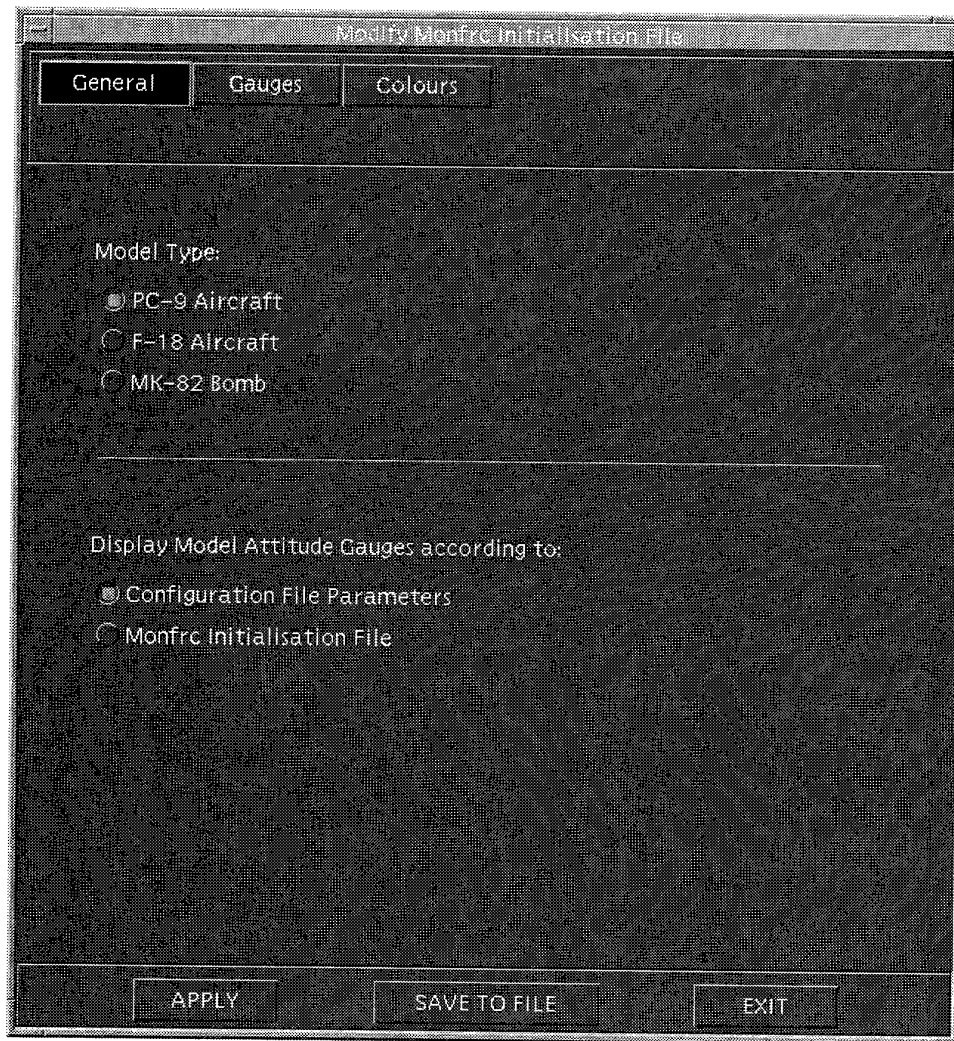 Modify Monfrc Initialisation File
General Gauges Colours
Model Type:
PC-9 Aircraft
F-18 Aircraft
MK-82 Bomb
Display Model Attitude Gauges according to:
Configuration File Parameters
Monfrc Initialisation File
APPLY SAVE TO FILE EXIT